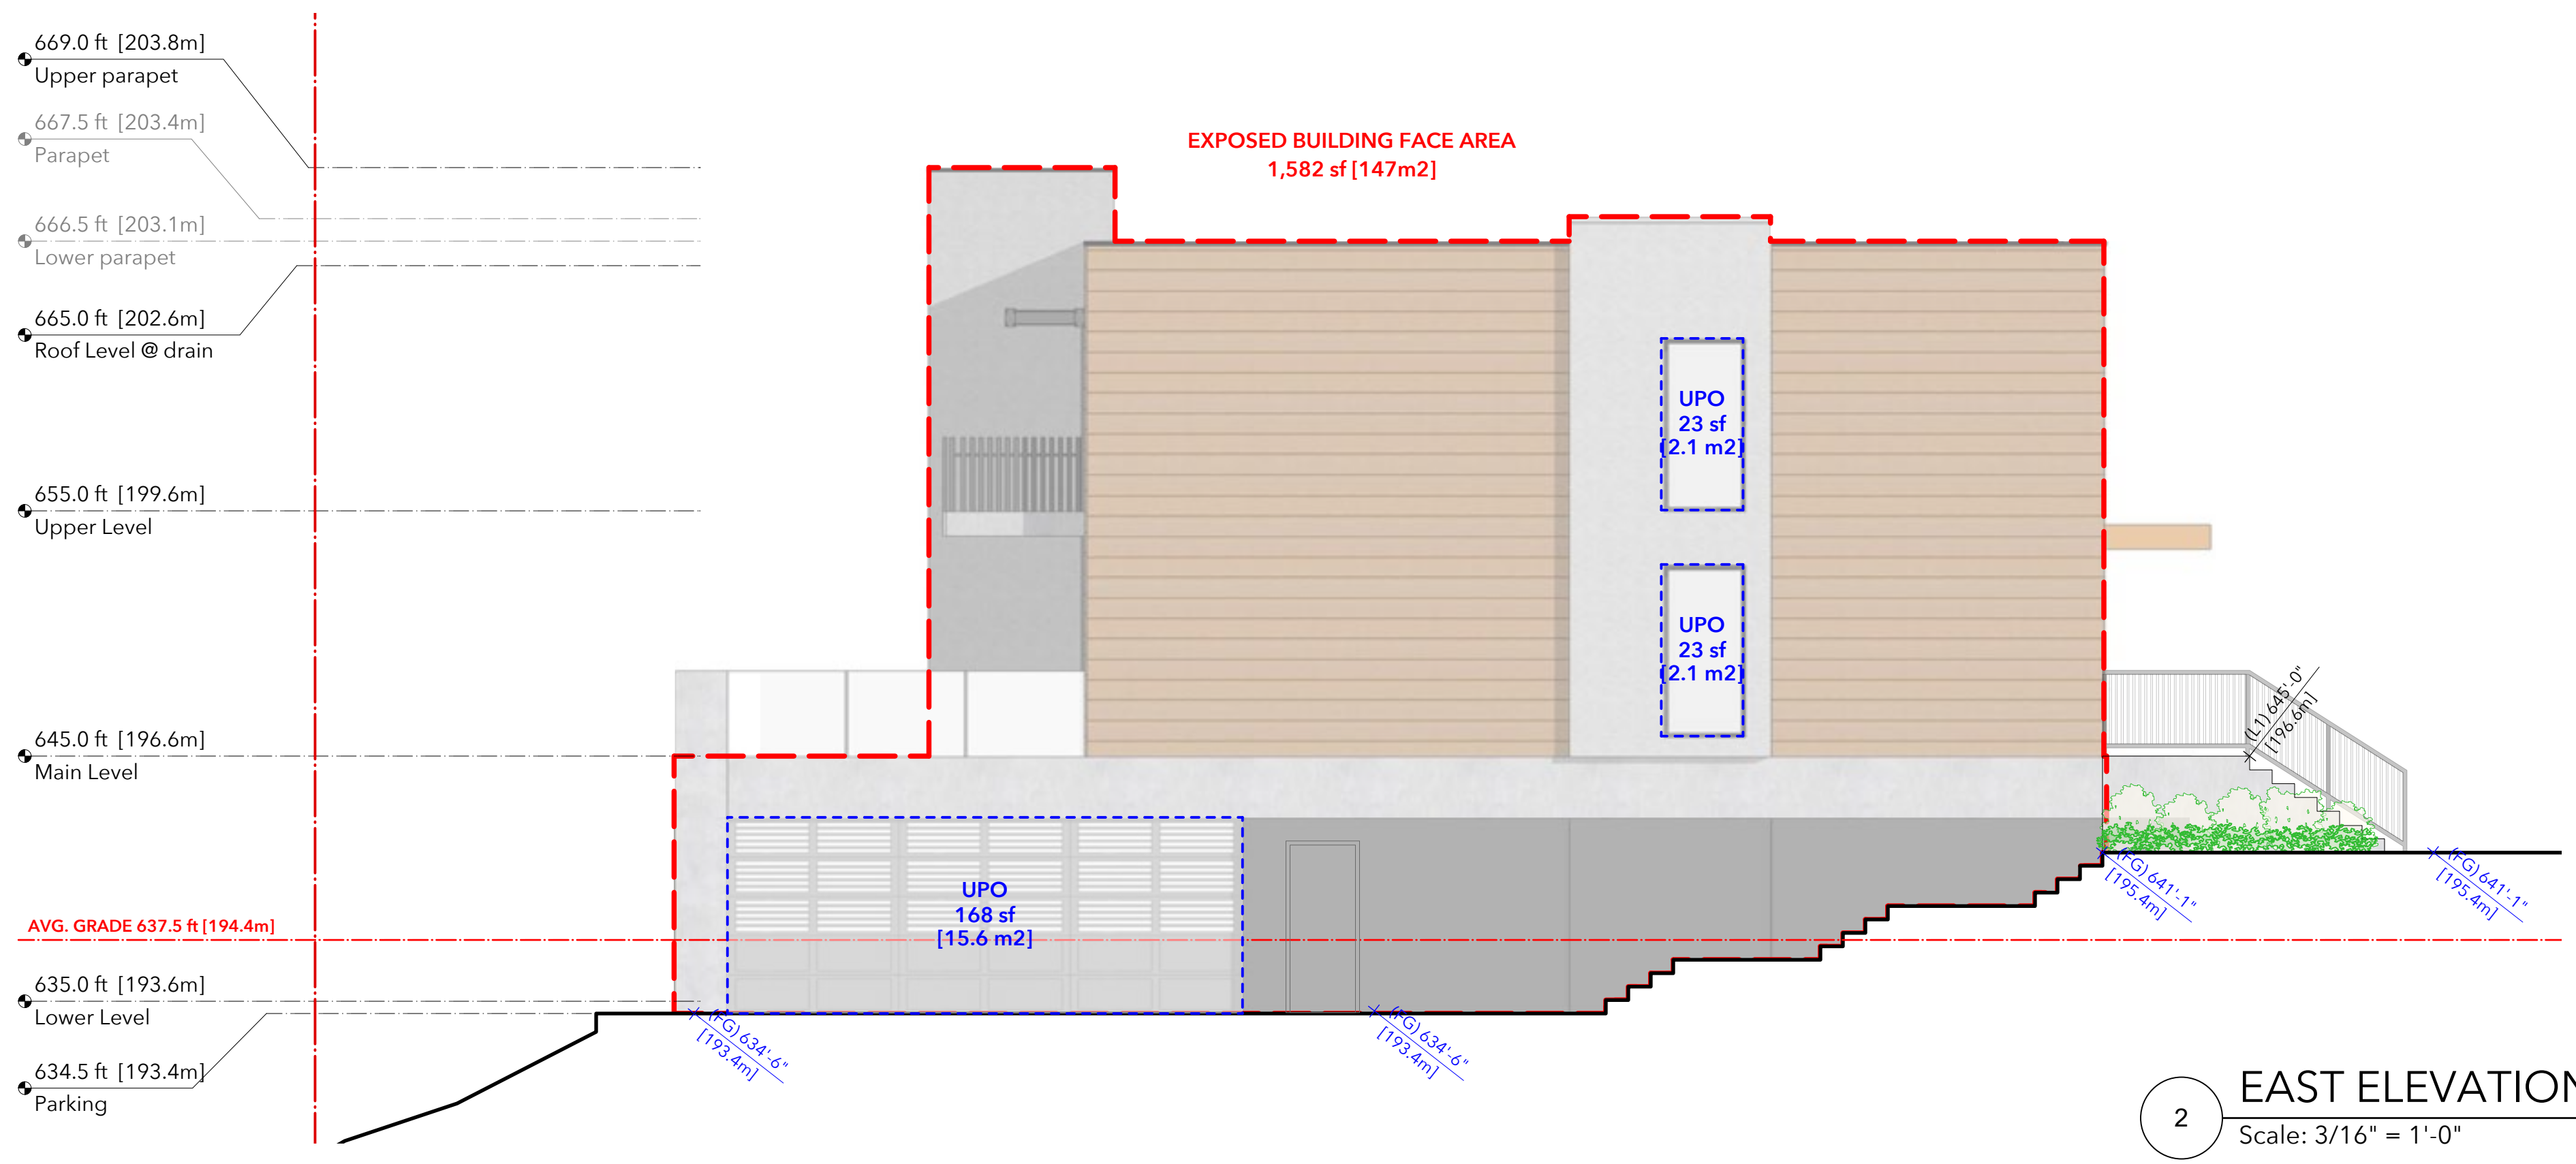 669.0 ft [203.8m]
Upper parapet
667.5 ft [203.4m]
Parapet
666.5 ft [203.1m]
Lower parapet
665.0 ft [202.6m]
Roof Level @ drain
655.0 ft [199.6m]
Upper Level
645.0 ft [196.6m]
Main Level
AVG. GRADE 637.5 ft [194.4m]
635.0 ft [193.6m]
Lower Level
634.5 ft [193.4m]
Parking
EXPOSED BUILDING FACE AREA
1,582 sf [147m2]
UPO
23 sf
[2.1 m2]
UPO
23 sf
[2.1 m2]
UPO
168 sf
[15.6 m2]
(L1) 645'-0"
[196.6m]
(FG) 641'-1"
[195.4m]
(FG) 641'-1"
[195.4m]
(FG) 634'-6"
[193.4m]
(FG) 634'-6"
[193.4m]
2
EAST ELEVATION
Scale: 3/16" = 1'-0"